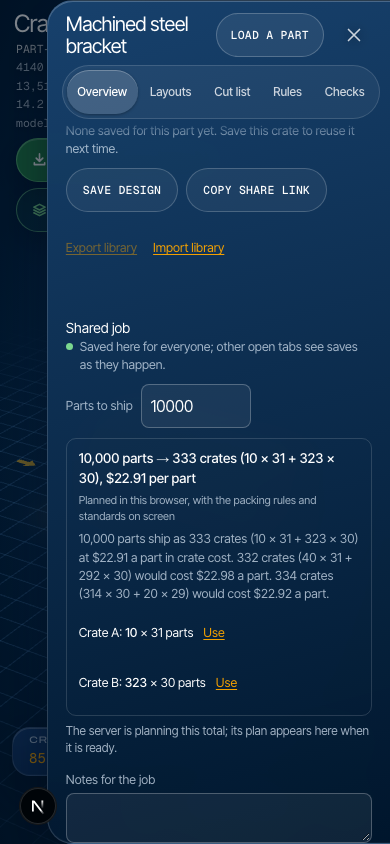 Cra
Machined steel
bracket
LOAD A PART
PART-
4140
13,5
14.2
mode
Overview
Layouts
Cut list
Rules
Checks
None saved for this part yet. Save this crate to reuse it
next time.
SAVE DESIGN
COPY SHARE LINK
Export library
Import library
Shared job
Saved here for everyone; other open tabs see saves
as they happen.
Parts to ship
10000
10,000 parts → 333 crates (10 × 31 + 323 ×
30), $22.91 per part
Planned in this browser, with the packing rules and
standards on screen
10,000 parts ship as 333 crates (10 × 31 + 323 × 30)
at $22.91 a part in crate cost. 332 crates (40 × 31 +
292 × 30) would cost $22.98 a part. 334 crates
(314 × 30 + 20 × 29) would cost $22.92 a part.
Crate A: 10 × 31 parts Use
Crate B: 323 × 30 parts Use
The server is planning this total; its plan appears here when
it is ready.
CR
85
Notes for the job
N